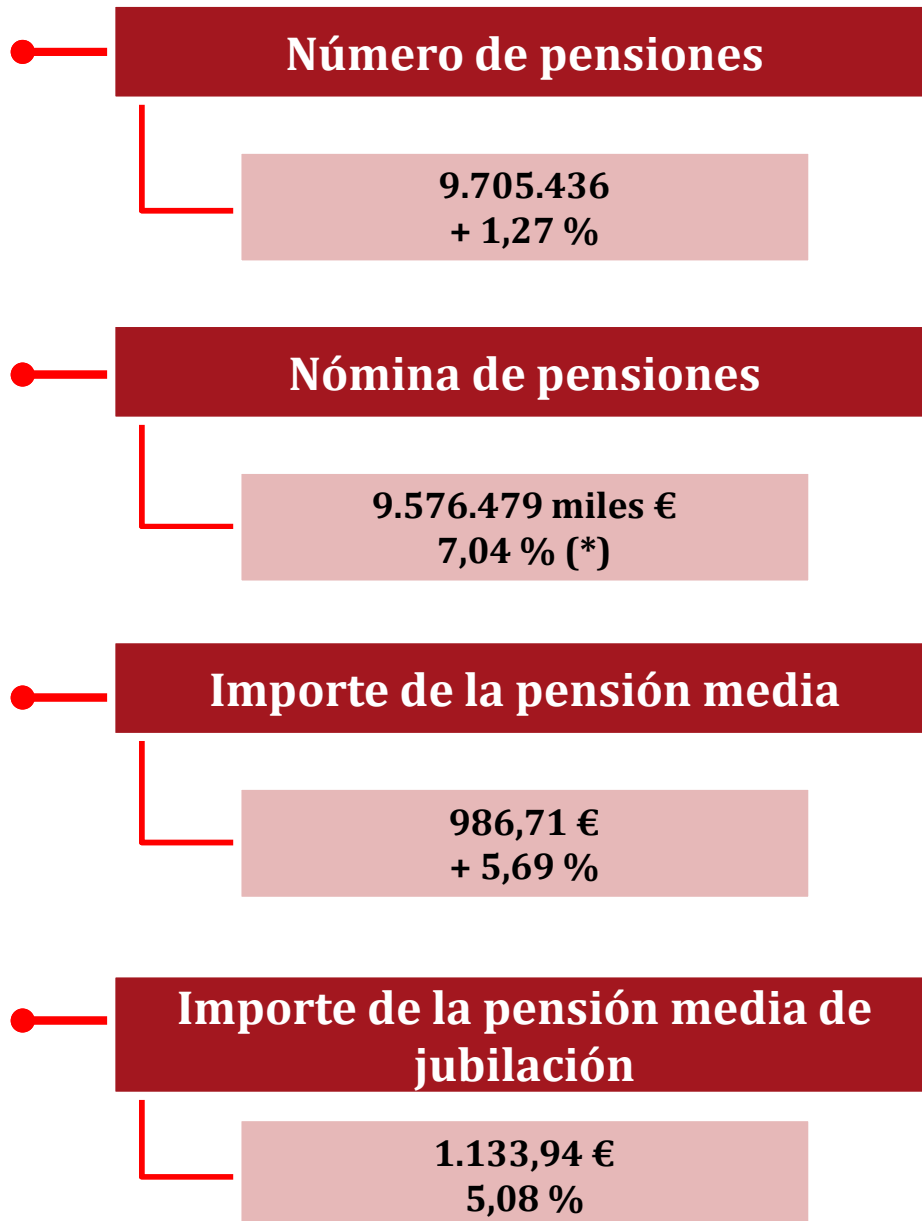 Número de pensiones
9.705.436
+ 1,27 %
Nómina de pensiones
9.576.479 miles €
7,04 % (*)
Importe de la pensión media
986,71 €
+ 5,69 %
Importe de la pensión media de
jubilación
1.133,94 €
5,08 %